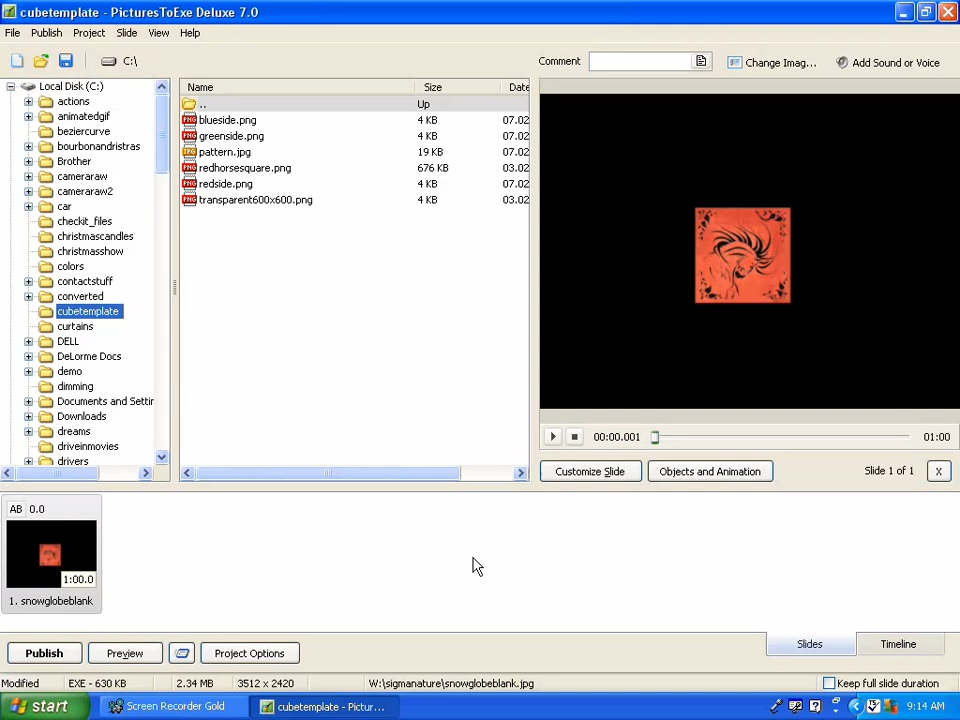 cubetemplate - PicturesToExe Deluxe 7.0
File Publish Project Slide View Help
C:\ Comment Change Imag... Add Sound or Voice
Local Disk (C:)
actions
animatedgif
beziercurve
bourbonandristras
Brother
cameraraw
cameraraw2
car
checkit_files
christmascandles
christmasshow
colors
contactstuff
converted
cubetemplate
curtains
DELL
DeLorme Docs
demo
dimming
Documents and Settin
Downloads
dreams
driveinmovies
drivers
Name Size Date
.. Up
blueside.png 4 KB 07.02
greenside.png 4 KB 07.02
pattern.jpg 19 KB 07.02
redhorsesquare.png 676 KB 03.02
redside.png 4 KB 07.02
transparent600x600.png 4 KB 03.02
00:00.001 01:00
Customize Slide Objects and Animation Slide 1 of 1 X
AB 0.0
1:00.0
1. snowglobeblank
Publish Preview Project Options Slides Timeline
Modified EXE - 630 KB 2.34 MB 3512 x 2420 W:\sigmanature\snowglobeblank.jpg Keep full slide duration
start Screen Recorder Gold cubetemplate - Pictur... 9:14 AM